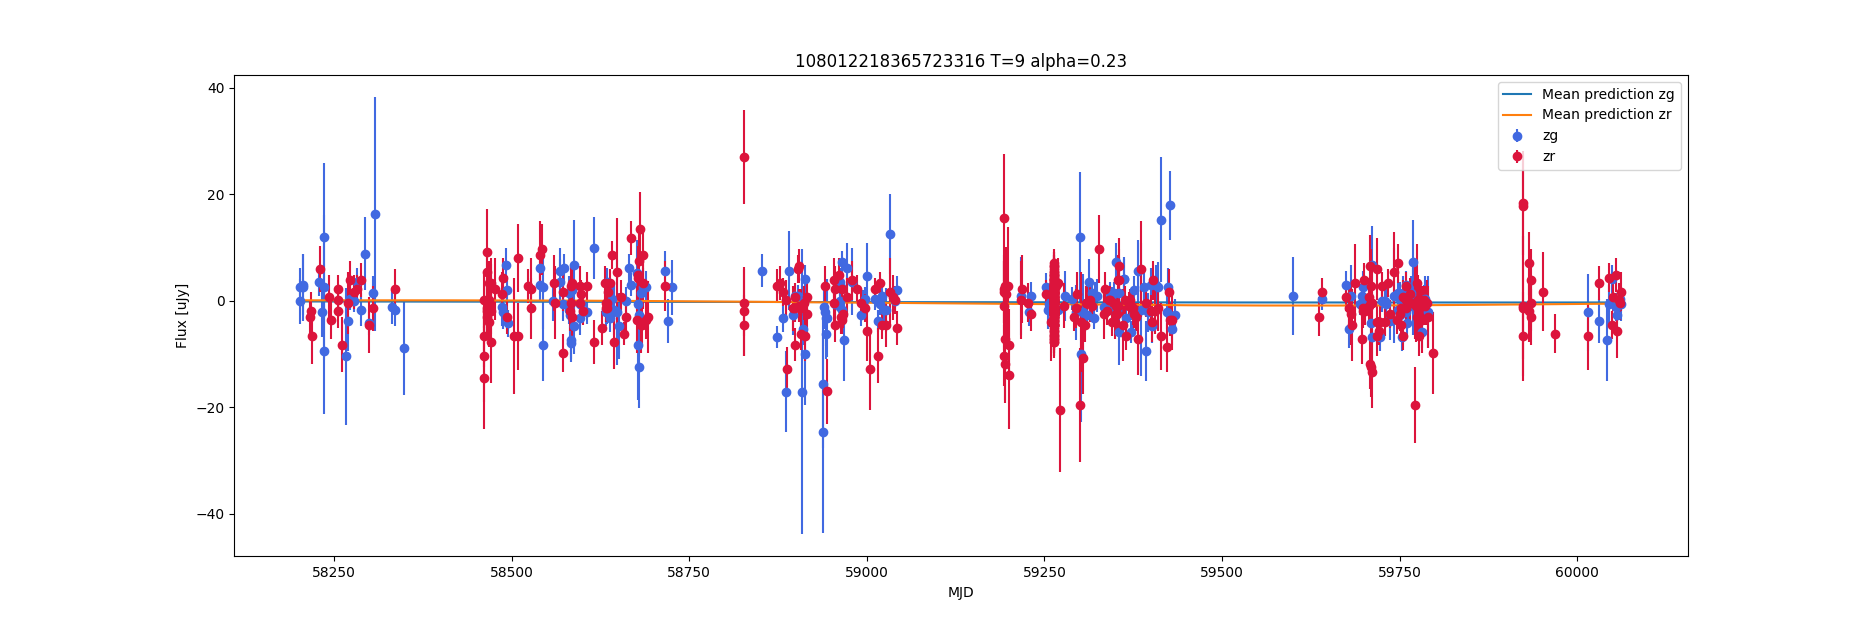 108012218365723316 T=9 alpha=0.23
Flux [uJy]
40
20
0
−20
−40
58250 58500 58750 59000 59250 59500 59750 60000
MJD
Mean prediction zg
Mean prediction zr
zg
zr